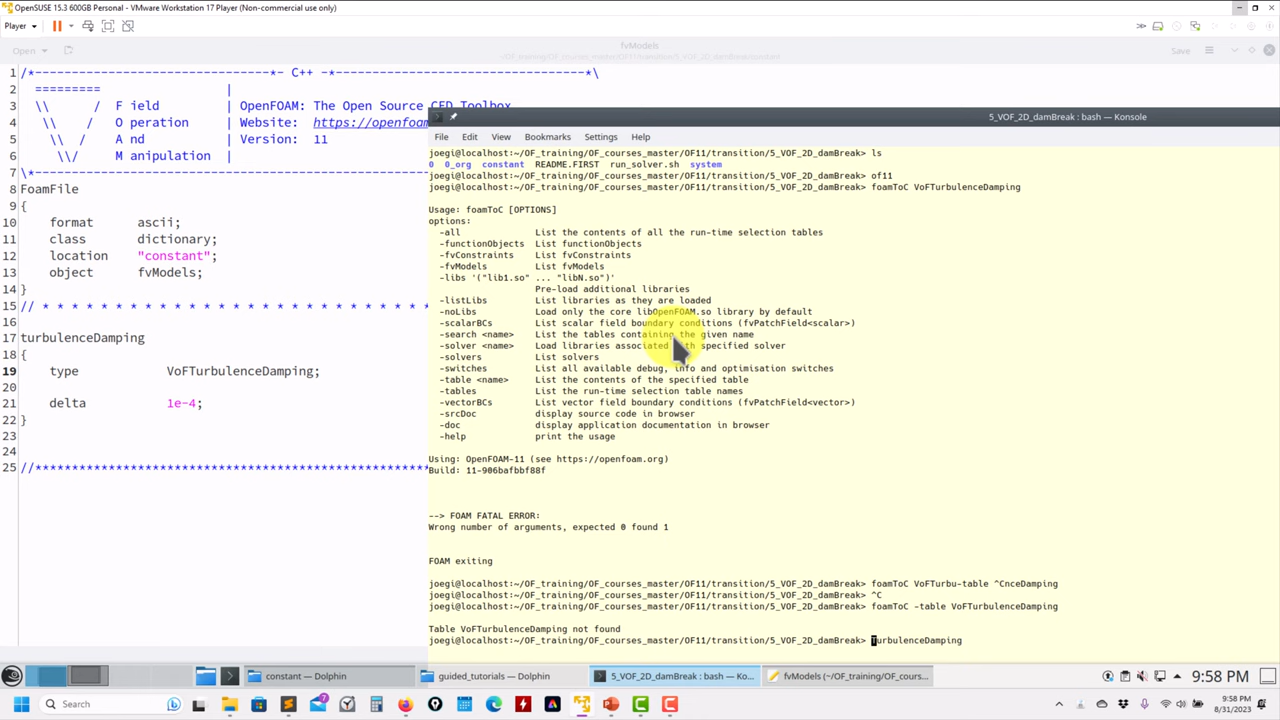 OpenSUSE 15.3 600GB Personal - VMware Workstation 17 Player (Non-commercial use only)
Player
Open
fvModels
Save
1 /*--------------------------------*- C++ -*-----------------------------------*\
2   =========                 |
3   \\      /  F ield         | OpenFOAM: The Open Source CFD Toolbox
4    \\    /   O peration     | Website:  https://openfoam
5     \\  /    A nd           | Version:  11
6      \\/     M anipulation  |
7 \*---------------------------------------------------------------------------
8 FoamFile
9 {
10     format      ascii;
11     class       dictionary;
12     location    "constant";
13     object      fvModels;
14 }
15 // * * * * * * * * * * * * * * * * * * * * * * * * * * * *
16
17 turbulenceDamping
18 {
19     type            VoFTurbulenceDamping;
20
21     delta           1e-4;
22 }
23
24
25 //*******************************************************
5_VOF_2D_damBreak : bash — Konsole
File Edit View Bookmarks Settings Help
joegi@localhost:~/OF_training/OF_courses_master/OF11/transition/5_VOF_2D_damBreak> ls
0 0_org constant README.FIRST run_solver.sh system
joegi@localhost:~/OF_training/OF_courses_master/OF11/transition/5_VOF_2D_damBreak> of11
joegi@localhost:~/OF_training/OF_courses_master/OF11/transition/5_VOF_2D_damBreak> foamToC VoFTurbulenceDamping
Usage: foamToC [OPTIONS]
options:
-all List the contents of all the run-time selection tables
-functionObjects List functionObjects
-fvConstraints List fvConstraints
-fvModels List fvModels
-libs '("lib1.so" ... "libN.so")'
Pre-load additional libraries
-listLibs List libraries as they are loaded
-noLibs Load only the core libOpenFOAM.so library by default
-scalarBCs List scalar field boundary conditions (fvPatchField<scalar>)
-search <name> List the tables containing the given name
-solver <name> Load libraries associated with specified solver
-solvers List solvers
-switches List all available debug, info and optimisation switches
-table <name> List the contents of the specified table
-tables List the run-time selection table names
-vectorBCs List vector field boundary conditions (fvPatchField<vector>)
-srcDoc display source code in browser
-doc display application documentation in browser
-help print the usage
Using: OpenFOAM-11 (see https://openfoam.org)
Build: 11-906bafbbf88f
--> FOAM FATAL ERROR:
Wrong number of arguments, expected 0 found 1
FOAM exiting
joegi@localhost:~/OF_training/OF_courses_master/OF11/transition/5_VOF_2D_damBreak> foamToC VoFTurbu-table ^CnceDamping
joegi@localhost:~/OF_training/OF_courses_master/OF11/transition/5_VOF_2D_damBreak> ^C
joegi@localhost:~/OF_training/OF_courses_master/OF11/transition/5_VOF_2D_damBreak> foamToC -table VoFTurbulenceDamping
Table VoFTurbulenceDamping not found
joegi@localhost:~/OF_training/OF_courses_master/OF11/transition/5_VOF_2D_damBreak> TurbulenceDamping
constant — Dolphin
guided_tutorials — Dolphin
5_VOF_2D_damBreak : bash — Ko...
fvModels (~/OF_training/OF_cours...
9:58 PM
Search
7
9:58 PM
8/31/2023